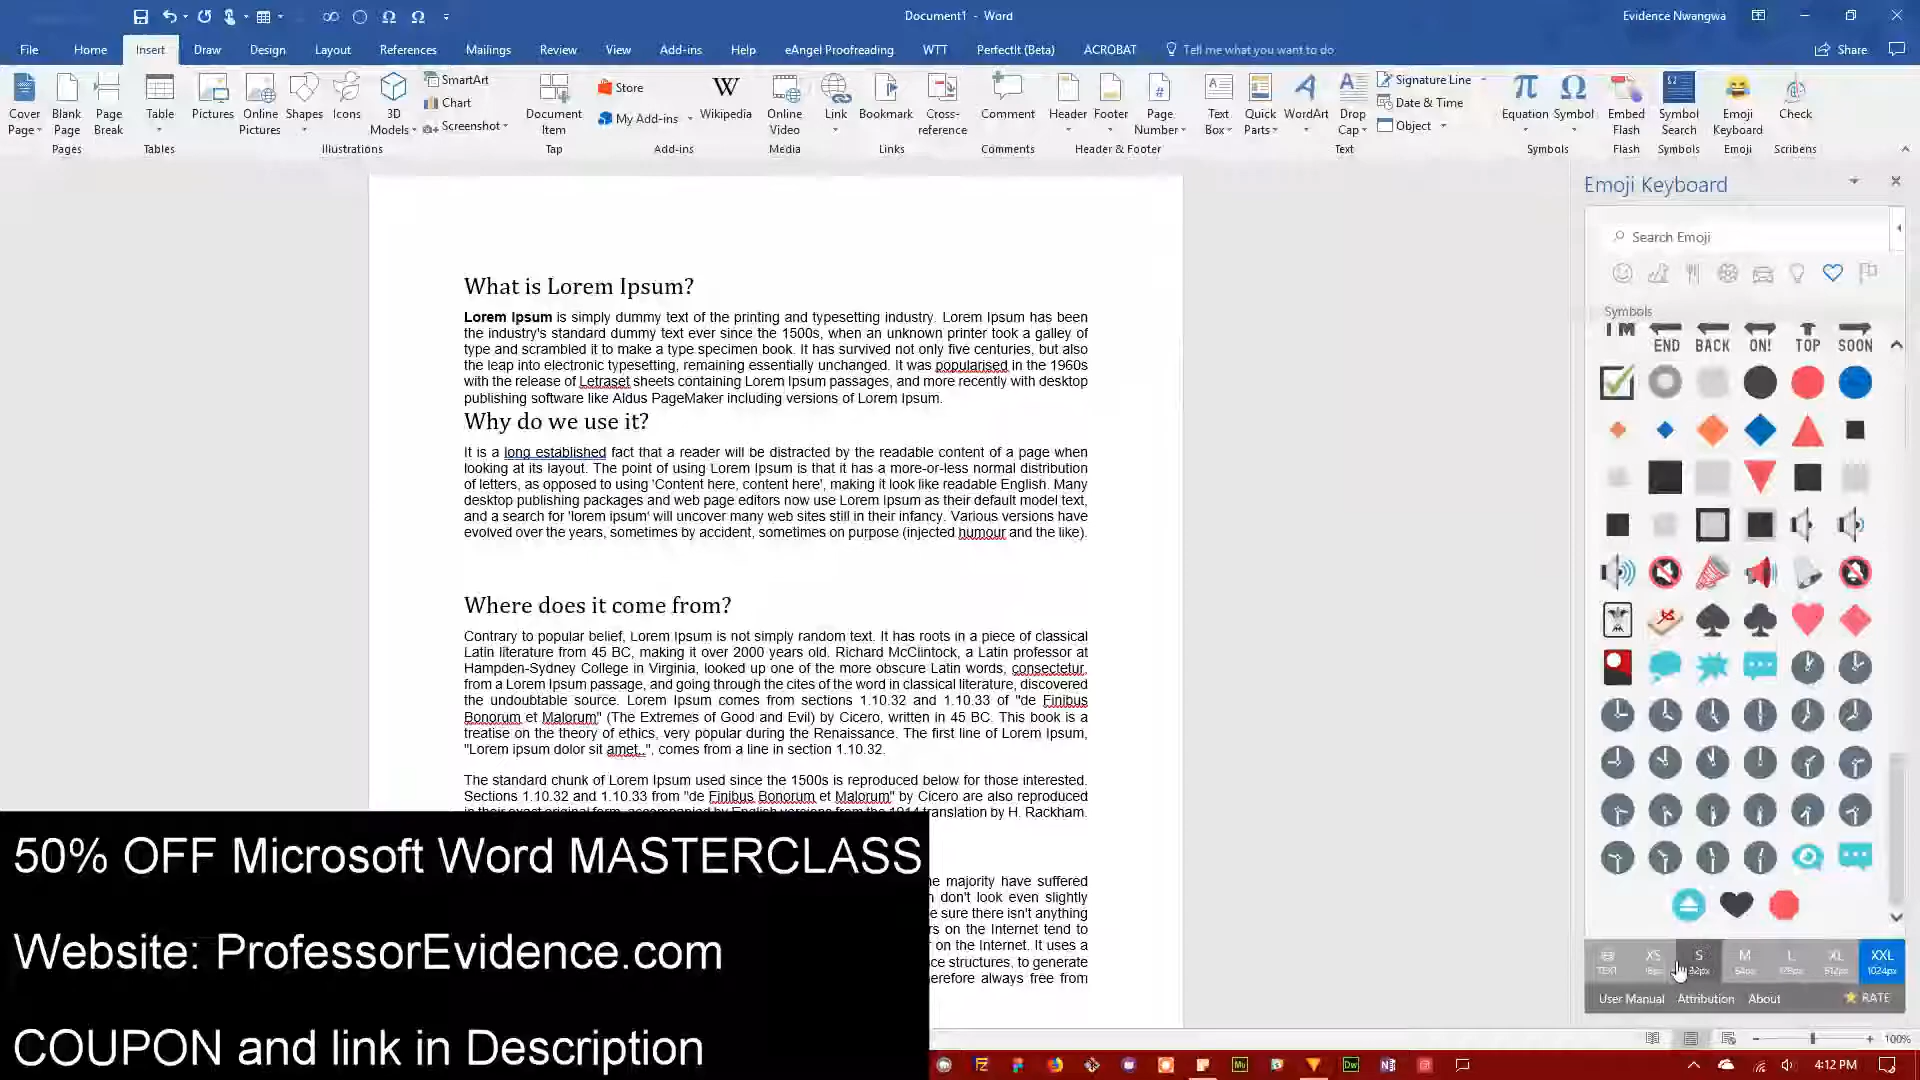 Document1 - Word
Evidence Nwangwa
File Home Insert Draw Design Layout References Mailings Review View Add-ins Help eAngel Proofreading WTT PerfectIt (Beta) ACROBAT Tell me what you want to do
Share
Cover Page
Blank Page
Page Break
Pages
Table
Tables
Pictures
Online Pictures
Shapes
Icons
3D Models
SmartArt
Chart
Screenshot
Illustrations
Document Item
Tap
Store
My Add-ins
Wikipedia
Add-ins
Online Video
Media
Link
Bookmark
Cross-reference
Links
Comment
Comments
Header
Footer
Page Number
Header & Footer
Text Box
Quick Parts
WordArt
Drop Cap
Signature Line
Date & Time
Object
Text
Equation
Symbol
Symbols
Embed Flash
Flash
Symbol Search
Symbols
Emoji Keyboard
Emoji
Check
Scribens
What is Lorem Ipsum?
Lorem Ipsum is simply dummy text of the printing and typesetting industry. Lorem Ipsum has been
the industry's standard dummy text ever since the 1500s, when an unknown printer took a galley of
type and scrambled it to make a type specimen book. It has survived not only five centuries, but also
the leap into electronic typesetting, remaining essentially unchanged. It was popularised in the 1960s
with the release of Letraset sheets containing Lorem Ipsum passages, and more recently with desktop
publishing software like Aldus PageMaker including versions of Lorem Ipsum.
Why do we use it?
It is a long established fact that a reader will be distracted by the readable content of a page when
looking at its layout. The point of using Lorem Ipsum is that it has a more-or-less normal distribution
of letters, as opposed to using 'Content here, content here', making it look like readable English. Many
desktop publishing packages and web page editors now use Lorem Ipsum as their default model text,
and a search for 'lorem ipsum' will uncover many web sites still in their infancy. Various versions have
evolved over the years, sometimes by accident, sometimes on purpose (injected humour and the like).
Where does it come from?
Contrary to popular belief, Lorem Ipsum is not simply random text. It has roots in a piece of classical
Latin literature from 45 BC, making it over 2000 years old. Richard McClintock, a Latin professor at
Hampden-Sydney College in Virginia, looked up one of the more obscure Latin words, consectetur,
from a Lorem Ipsum passage, and going through the cites of the word in classical literature, discovered
the undoubtable source. Lorem Ipsum comes from sections 1.10.32 and 1.10.33 of "de Finibus
Bonorum et Malorum" (The Extremes of Good and Evil) by Cicero, written in 45 BC. This book is a
treatise on the theory of ethics, very popular during the Renaissance. The first line of Lorem Ipsum,
"Lorem ipsum dolor sit amet..", comes from a line in section 1.10.32.
The standard chunk of Lorem Ipsum used since the 1500s is reproduced below for those interested.
Sections 1.10.32 and 1.10.33 from "de Finibus Bonorum et Malorum" by Cicero are also reproduced
in their exact original form, accompanied by English versions from the 1914 translation by H. Rackham.
majority have suffered
don't look even slightly
sure there isn't anything
on the Internet tend to
on the Internet. It uses a
structures, to generate
always free from
Emoji Keyboard
Search Emoji
Symbols
TM END BACK ON! TOP SOON
TEXT
XS
S 32px
M 64px
L 128px
XL 512px
XXL 1024px
User Manual Attribution About RATE
100%
50% OFF Microsoft Word MASTERCLASS
Website: ProfessorEvidence.com
COUPON and link in Description
4:12 PM